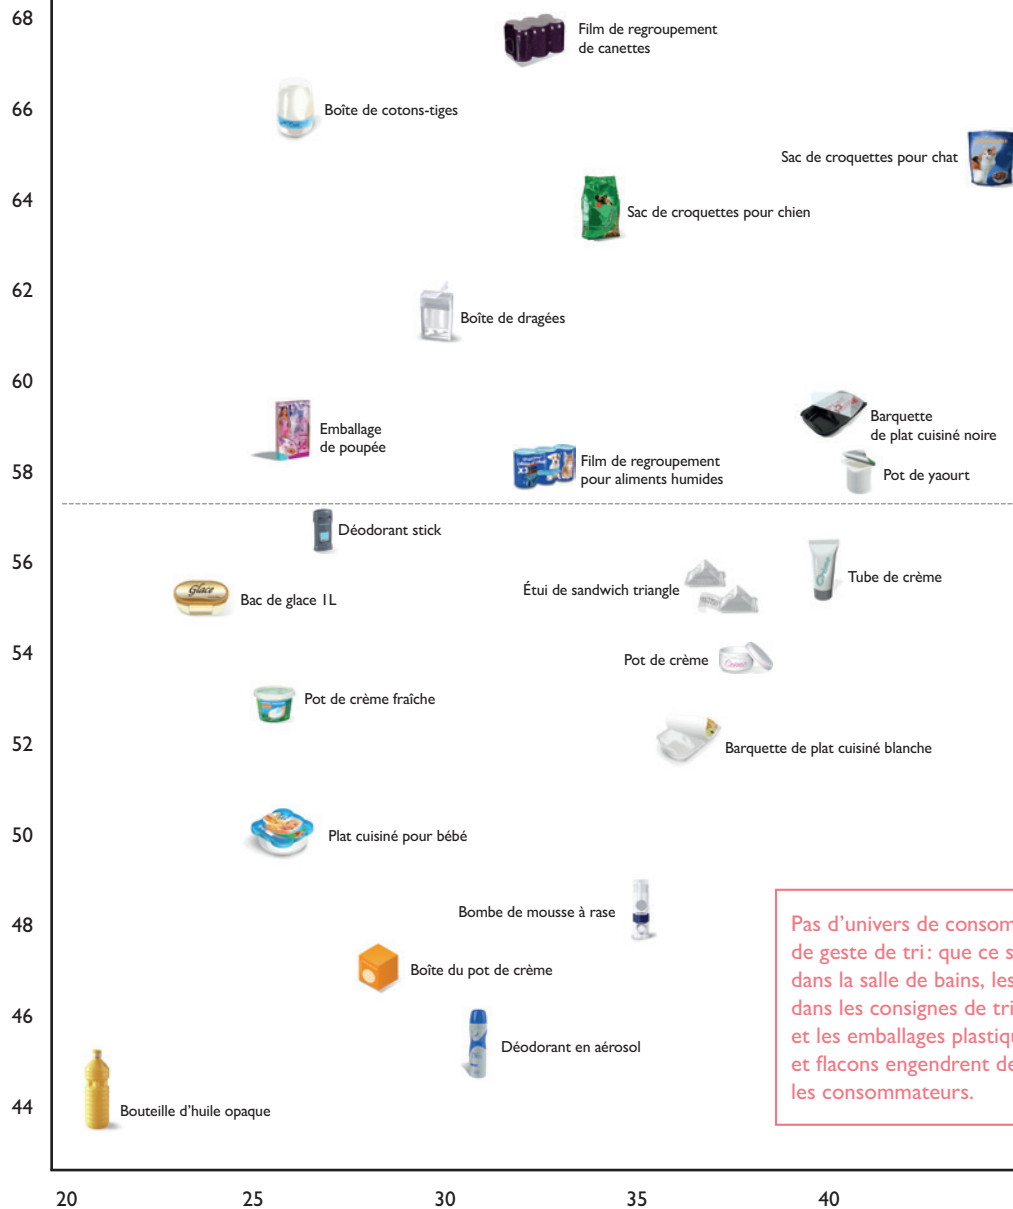 68
Film de regroupement
de canettes
66
Boîte de cotons-tiges
Sac de croquettes pour chat
64
Sac de croquettes pour chien
62
Boîte de dragées
60
Emballage
de poupée
Barquette
de plat cuisiné noire
58
Film de regroupement
pour aliments humides
Pot de yaourt
Déodorant stick
56
Étui de sandwich triangle
Tube de crème
Glace
Bac de glace 1L
54
Pot de crème
Pot de crème fraîche
52
Barquette de plat cuisiné blanche
50
Plat cuisiné pour bébé
Bombe de mousse à rase
48
Boîte du pot de crème
46
Déodorant en aérosol
44
Bouteille d'huile opaque
Pas d'univers de consom
de geste de tri : que ce s
dans la salle de bains, les
dans les consignes de tri
et les emballages plastiqu
et flacons engendrent de
les consommateurs.
20 25 30 35 40